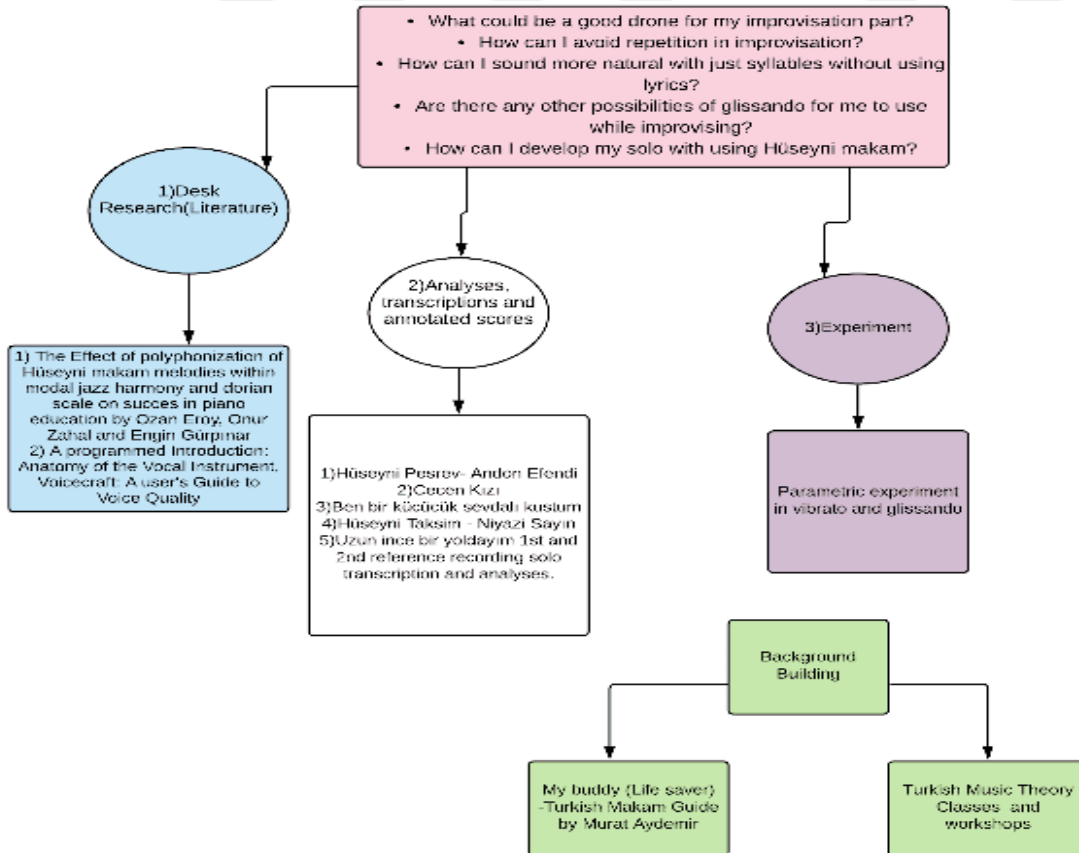 • What could be a good drone for my improvisation part?
• How can I avoid repetition in improvisation?
• How can I sound more natural with just syllables without using
lyrics?
• Are there any other possibilities of glissando for me to use
while improvising?
• How can I develop my solo with using Hüseyni makam?
1)Desk
Research(Literature)
2)Analyses,
transcriptions and
annotated scores
3)Experiment
1) The Effect of polyphonization of
Hüseyni makam melodies within
modal jazz harmony and dorian
scale on succes in piano
education by Ozan Eroy, Onur
Zahal and Engin Gürpınar
2) A programmed Introduction:
Anatomy of the Vocal Instrument,
Voicecraft: A user's Guide to
Voice Quality
1)Hüseyni Peşrev- Andon Efendi
2)Cecen Kızı
3)Ben bir kücücük sevdalı kustum
4)Hüseyni Taksim - Niyazi Sayın
5)Uzun ince bir yoldayım 1st and
2nd reference recording solo
transcription and analyses.
Parametric experiment
in vibrato and glissando
Background
Building
My buddy (Life saver)
-Turkish Makam Guide
by Murat Aydemir
Turkish Music Theory
Classes and
workshops